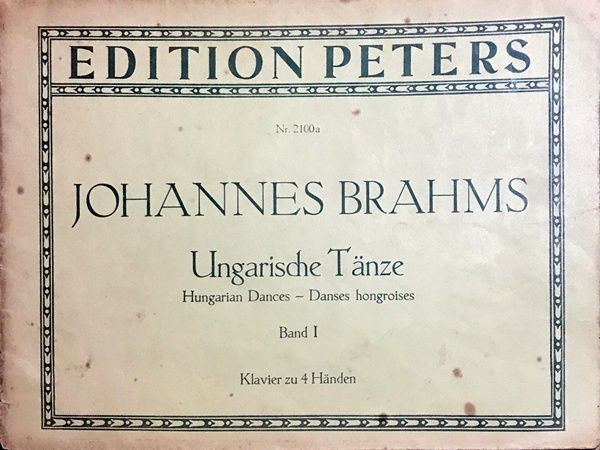 EDITION PETERS
Nr. 2100a
JOHANNES BRAHMS
Ungarische Tänze
Hungarian Dances – Danses hongroises
Band I
Klavier zu 4 Händen